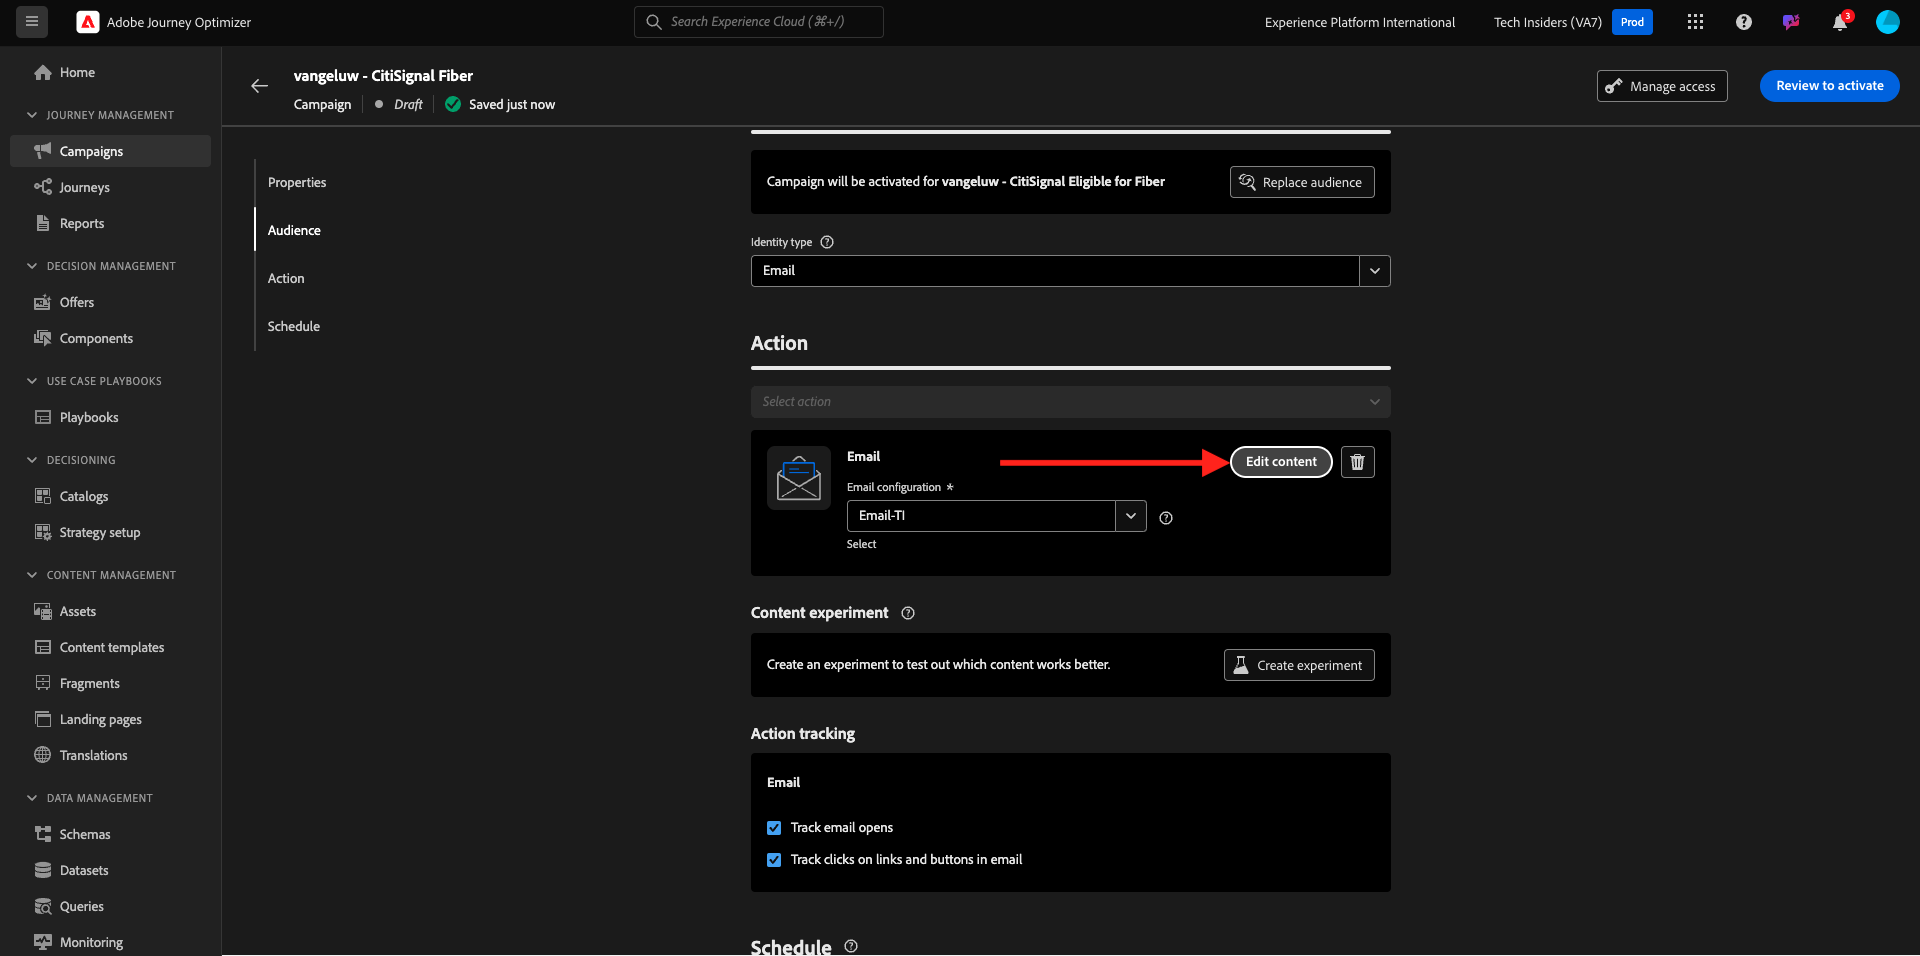 Adobe Journey Optimizer
Search Experience Cloud (⌘+/)
Experience Platform International
Tech Insiders (VA7)
Prod
3
Home
JOURNEY MANAGEMENT
Campaigns
Journeys
Reports
DECISION MANAGEMENT
Offers
Components
USE CASE PLAYBOOKS
Playbooks
DECISIONING
Catalogs
Strategy setup
CONTENT MANAGEMENT
Assets
Content templates
Fragments
Landing pages
Translations
DATA MANAGEMENT
Schemas
Datasets
Queries
Monitoring
vangeluw - CitiSignal Fiber
Campaign
Draft
Saved just now
Manage access
Review to activate
Properties
Audience
Action
Schedule
Campaign will be activated for vangeluw - CitiSignal Eligible for Fiber
Replace audience
Identity type
Email
Action
Select action
Email
Edit content
Email configuration *
Email-TI
Select
Content experiment
Create an experiment to test out which content works better.
Create experiment
Action tracking
Email
Track email opens
Track clicks on links and buttons in email
Schedule